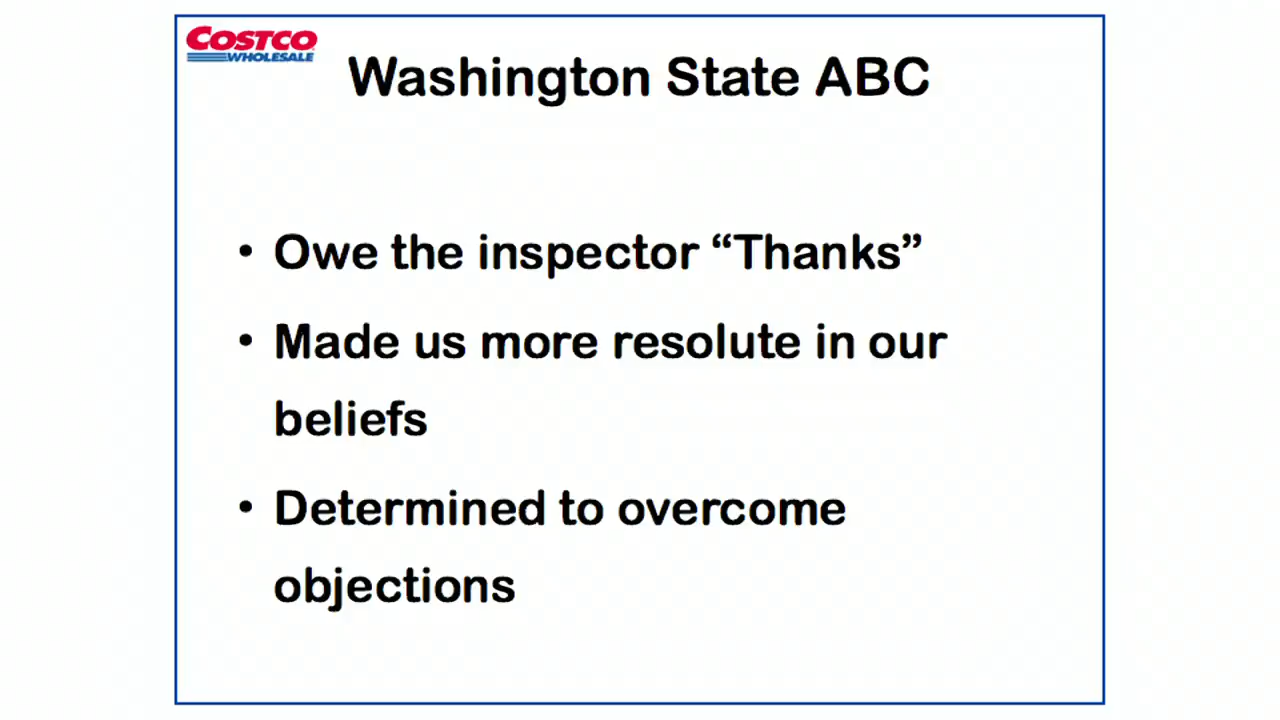 COSTCO
WHOLESALE
Washington State ABC
• Owe the inspector “Thanks”
• Made us more resolute in our
beliefs
• Determined to overcome
objections